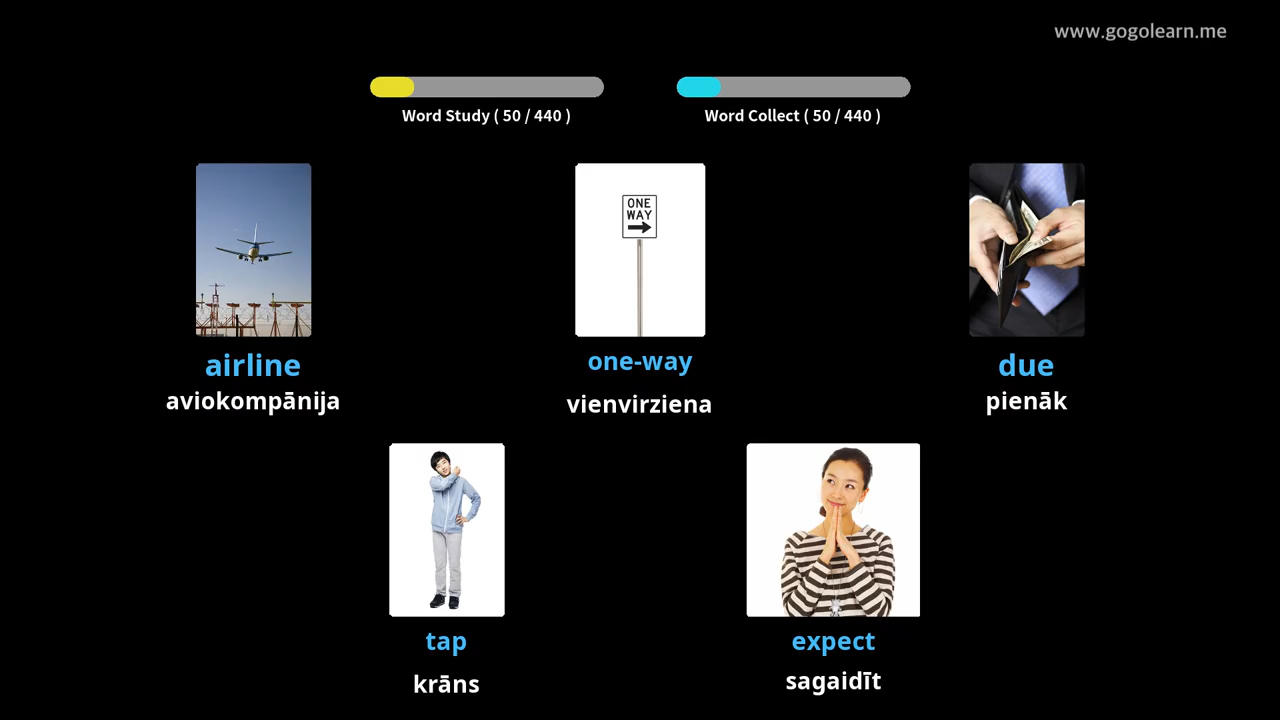 www.gogolearn.me
Word Study ( 50 / 440 )
Word Collect ( 50 / 440 )
ONE
WAY
airline
one-way
due
aviokompānija
vienvirziena
pienāk
tap
expect
krāns
sagaidīt